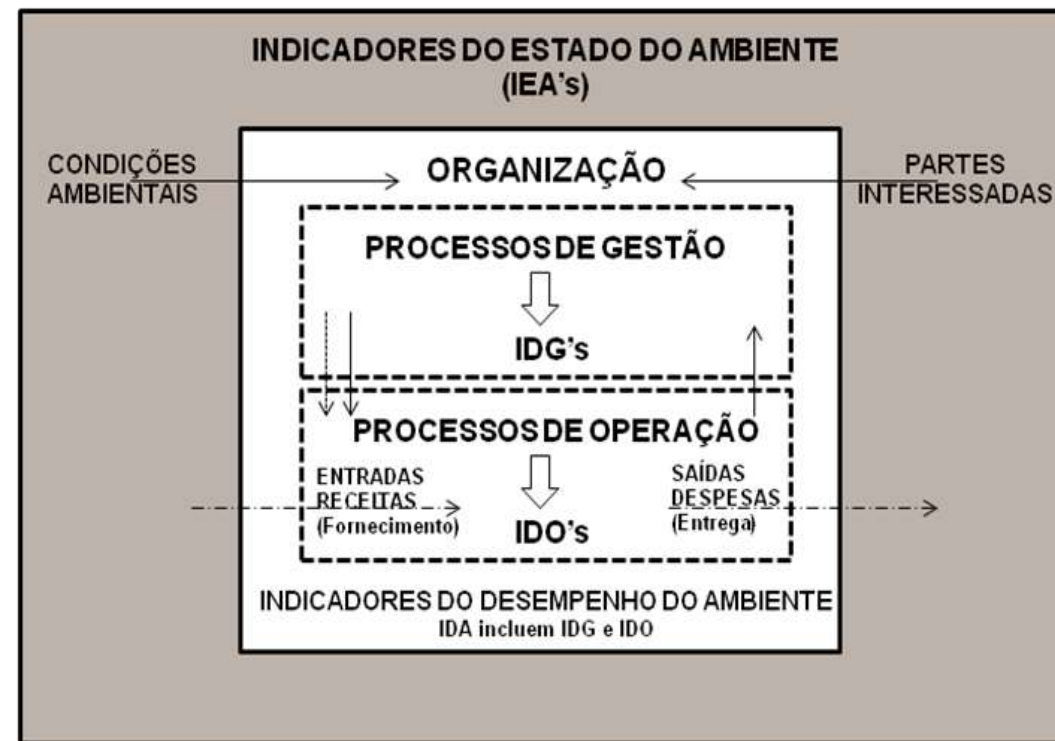 INDICADORES DO ESTADO DO AMBIENTE
(IEA's)
CONDIÇÕES
AMBIENTAIS
ORGANIZAÇÃO
PARTES
INTERESSADAS
PROCESSOS DE GESTÃO
IDG's
PROCESSOS DE OPERAÇÃO
ENTRADAS
RECEITAS
(Fornecimento)
IDO's
SAÍDAS
DESPESAS
(Entrega)
INDICADORES DO DESEMPENHO DO AMBIENTE
IDA incluem IDG e IDO